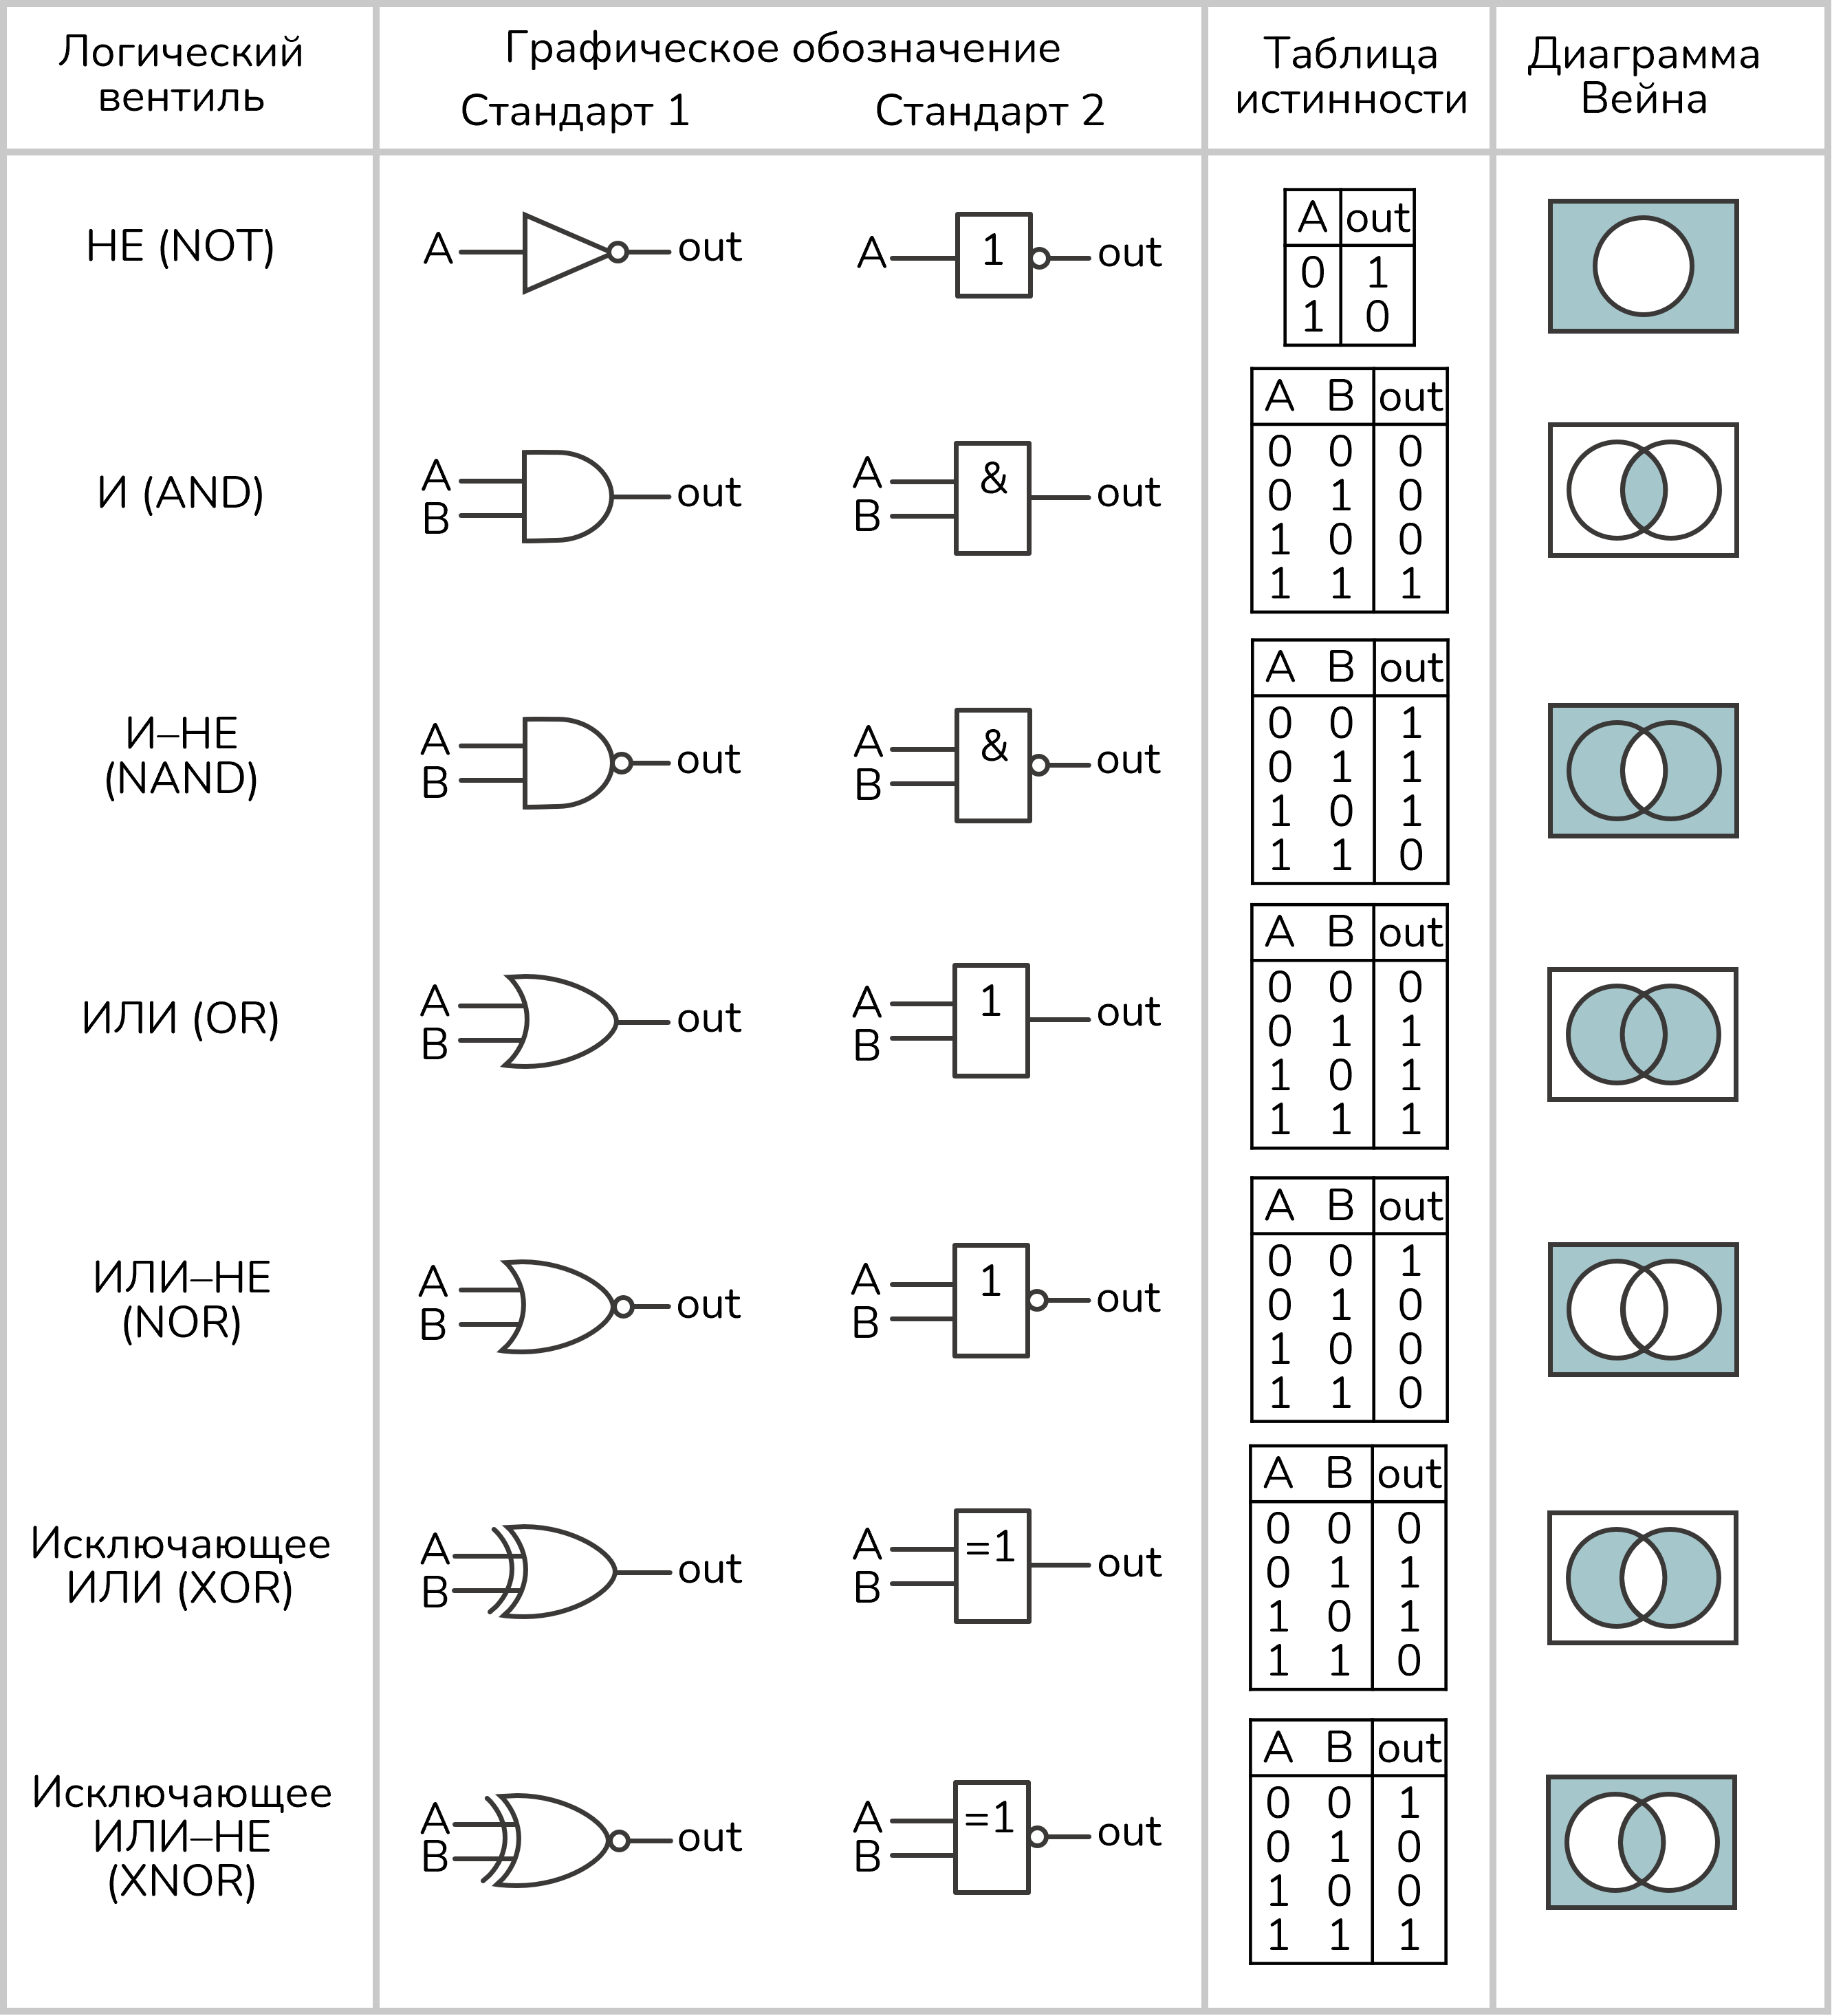 Логический
вентиль
Графическое обозначение
Стандарт 1
Стандарт 2
Таблица
истинности
Диаграмма
Вейна
НЕ (NOT)
A
out
A
1
out
A out
0 1
1 0
И (AND)
A
B
out
A
B
&
out
A B out
0 0 0
0 1 0
1 0 0
1 1 1
И–НЕ
(NAND)
A
B
out
A
B
&
out
A B out
0 0 1
0 1 1
1 0 1
1 1 0
ИЛИ (OR)
A
B
out
A
B
1
out
A B out
0 0 0
0 1 1
1 0 1
1 1 1
ИЛИ–НЕ
(NOR)
A
B
out
A
B
1
out
A B out
0 0 1
0 1 0
1 0 0
1 1 0
Исключающее
ИЛИ (XOR)
A
B
out
A
B
=1
out
A B out
0 0 0
0 1 1
1 0 1
1 1 0
Исключающее
ИЛИ–НЕ
(XNOR)
A
B
out
A
B
=1
out
A B out
0 0 1
0 1 0
1 0 0
1 1 1